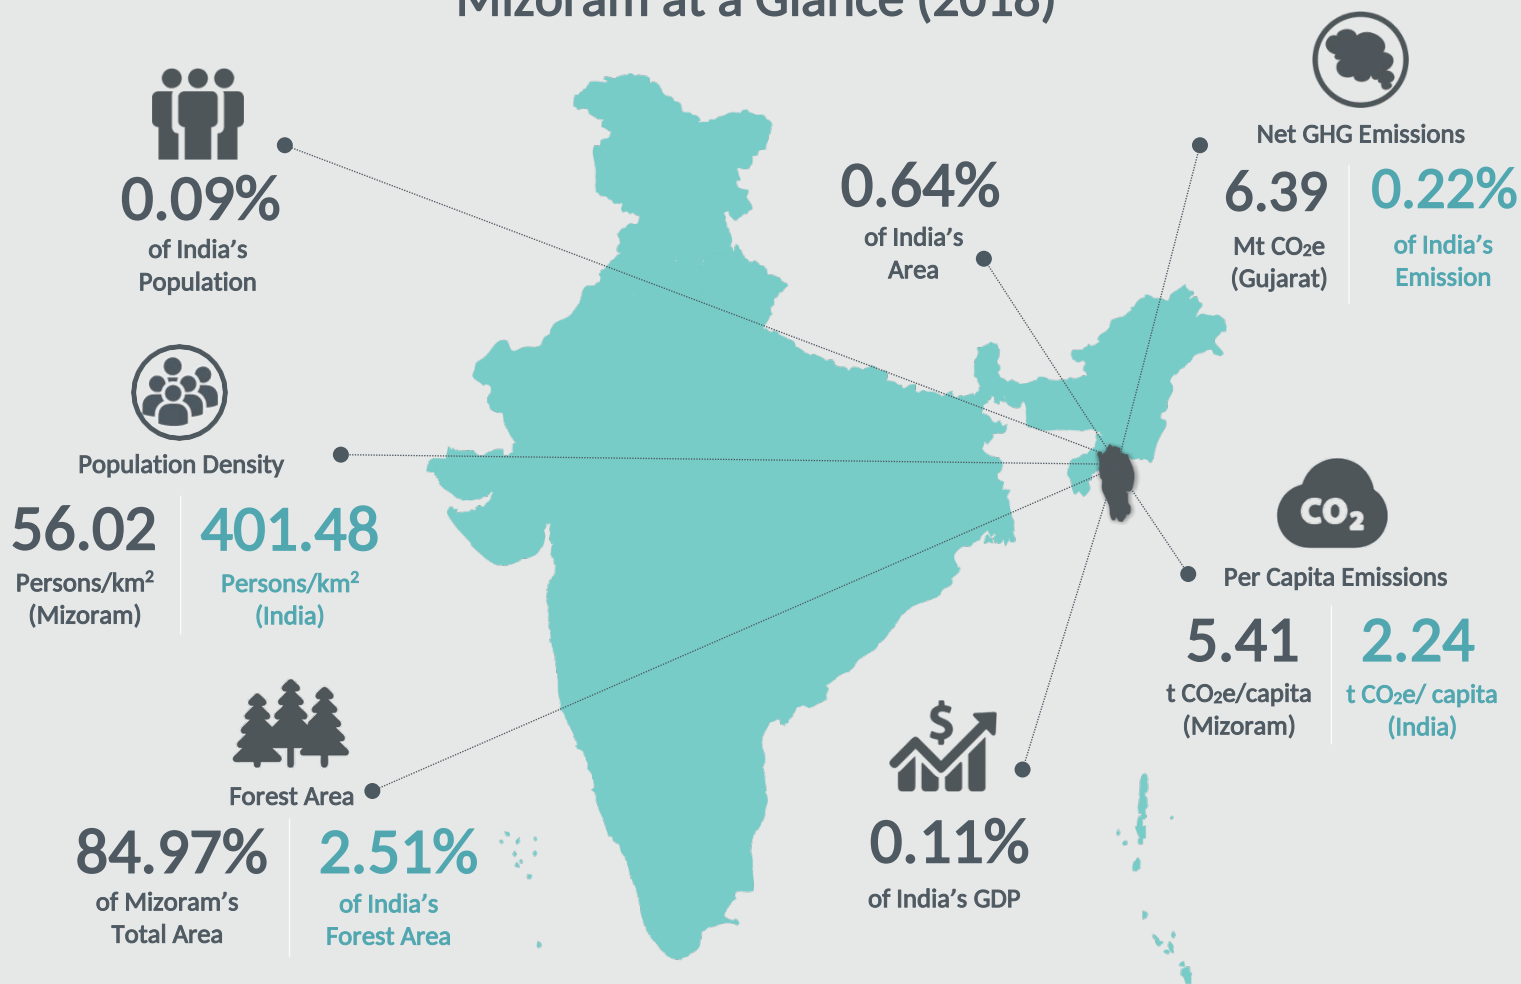 Mizoram at a Glance (2018)
0.09%
of India's
Population
0.64%
of India's
Area
Net GHG Emissions
6.39
Mt CO₂e
(Gujarat)
0.22%
of India's
Emission
Population Density
56.02
Persons/km²
(Mizoram)
401.48
Persons/km²
(India)
CO₂
Per Capita Emissions
5.41
t CO₂e/capita
(Mizoram)
2.24
t CO₂e/ capita
(India)
Forest Area
84.97%
of Mizoram's
Total Area
2.51%
of India's
Forest Area
$
0.11%
of India's GDP